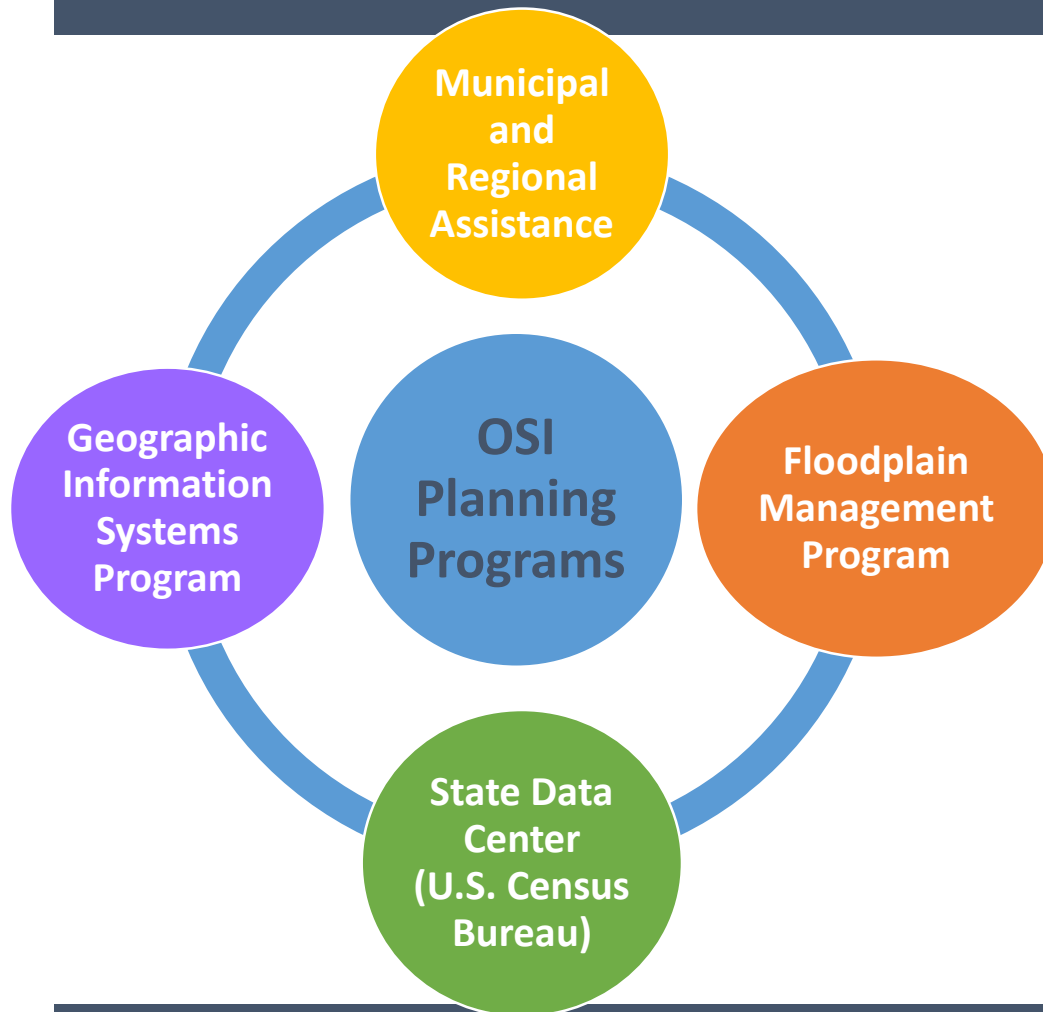 Municipal
and
Regional
Assistance
Geographic
Information
Systems
Program
OSI
Planning
Programs
Floodplain
Management
Program
State Data
Center
(U.S. Census
Bureau)